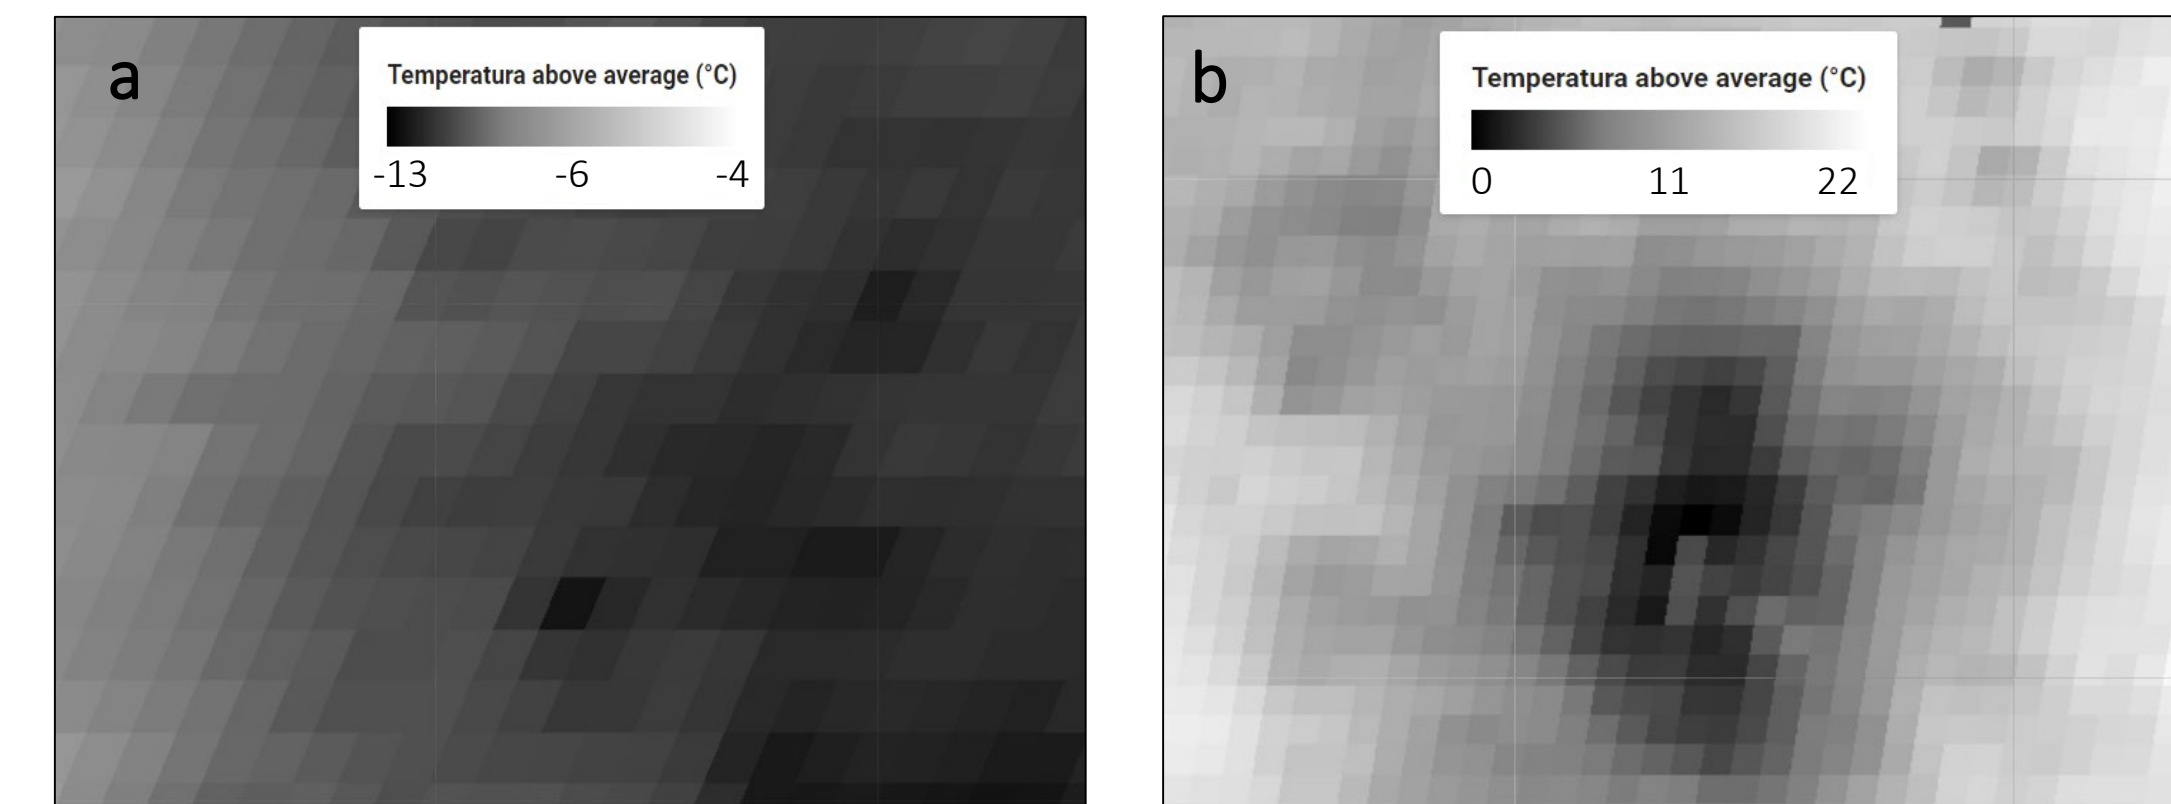 a
Temperatura above average (°C)
-13 -6 -4
b
Temperatura above average (°C)
0 11 22